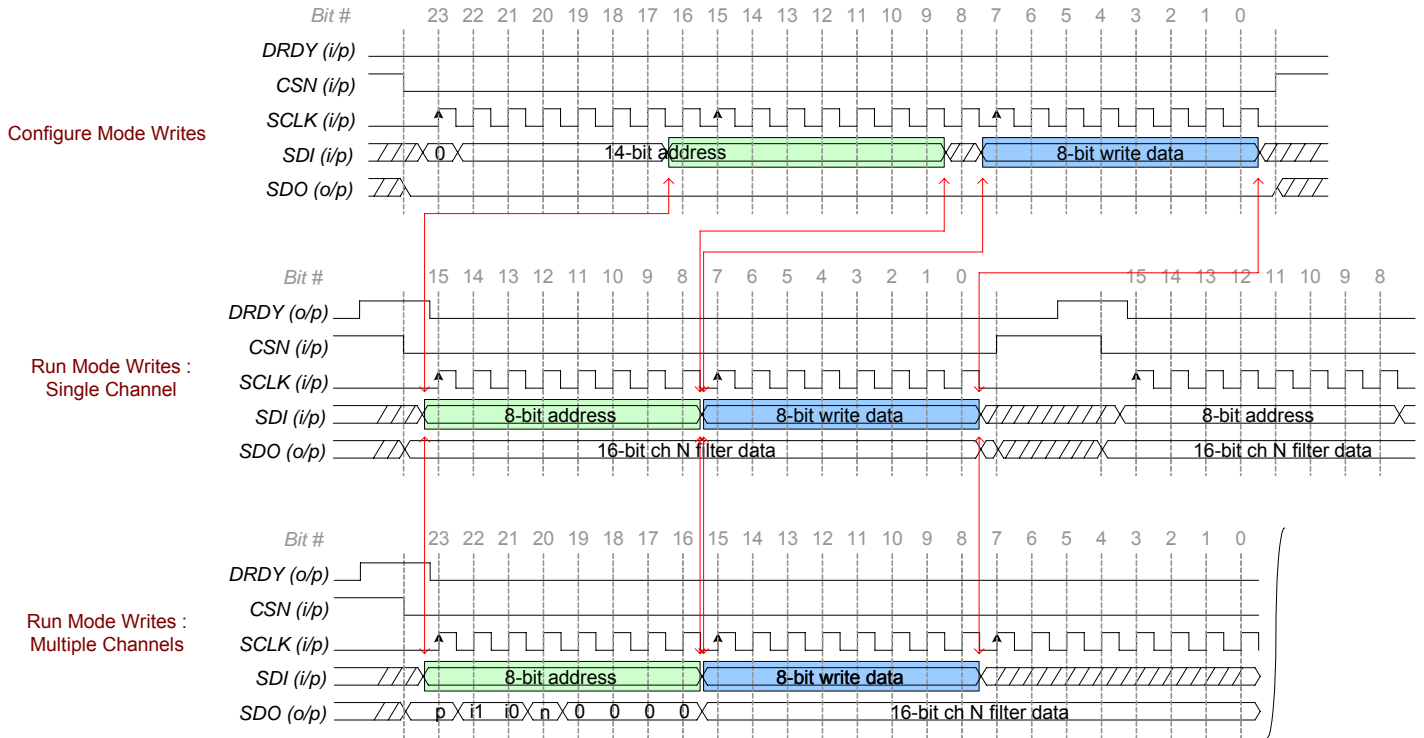 Bit # 23 22 21 20 19 18 17 16 15 14 13 12 11 10 9 8 7 6 5 4 3 2 1 0
DRDY (i/p)
CSN (i/p)
Configure Mode Writes
SCLK (i/p)
SDI (i/p) 0 14-bit address 8-bit write data
SDO (o/p)
Bit # 15 14 13 12 11 10 9 8 7 6 5 4 3 2 1 0 15 14 13 12 11 10 9 8
DRDY (o/p)
CSN (i/p)
Run Mode Writes :
Single Channel
SCLK (i/p)
SDI (i/p) 8-bit address 8-bit write data 8-bit address
SDO (o/p) 16-bit ch N filter data 16-bit ch N filter data
Bit # 23 22 21 20 19 18 17 16 15 14 13 12 11 10 9 8 7 6 5 4 3 2 1 0
DRDY (o/p)
CSN (i/p)
Run Mode Writes :
Multiple Channels
SCLK (i/p)
SDI (i/p) 8-bit address 8-bit write data
SDO (o/p) p i1 i0 n 0 0 0 0 16-bit ch N filter data